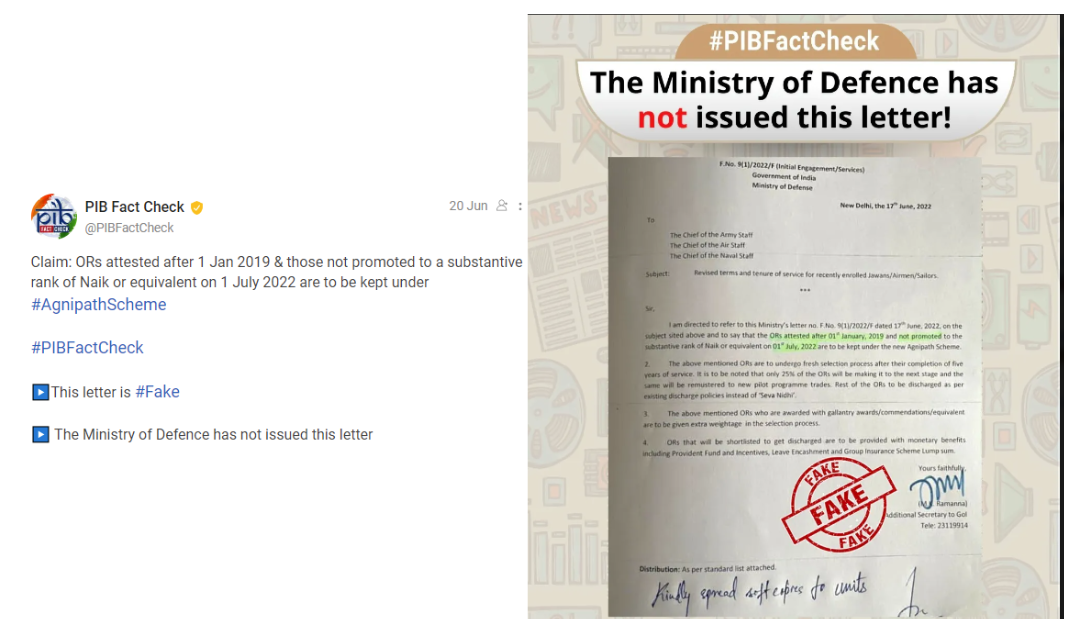 PIB Fact Check
@PIBFactCheck
20 Jun
Claim: ORs attested after 1 Jan 2019 & those not promoted to a substantive
rank of Naik or equivalent on 1 July 2022 are to be kept under
#AgnipathScheme
#PIBFactCheck
This letter is #Fake
The Ministry of Defence has not issued this letter
pib
FACT CHECK
#PIBFactCheck
The Ministry of Defence has
not issued this letter!
NEWS
F.No. 9(1)/2022/F (Initial Engagement/Services)
Government of India
Ministry of Defense
New Delhi, the 17th June, 2022
To
The Chief of the Army Staff
The Chief of the Air Staff
The Chief of the Naval Staff
Subject: Revised terms and tenure of service for recently enrolled Jawans/Airmen/Sailors.
***
Sir,
I am directed to refer to this Ministry's letter no. F.No. 9(1)/2022/F dated 17th June, 2022, on the
subject sited above and to say that the ORs attested after 01st January, 2019 and not promoted to the
substantive rank of Naik or equivalent on 01st July, 2022 are to be kept under the new Agnipath Scheme.
2. The above mentioned ORs are to undergo fresh selection process after their completion of five
years of service. It is to be noted that only 25% of the ORs will be making it to the next stage and the
same will be remustered to new pilot programme trades. Rest of the ORs to be discharged as per
existing discharge policies instead of 'Seva Nidhi'.
3. The above mentioned ORs who are awarded with gallantry awards/commendations/equivalent
are to be given extra weightage in the selection process.
4. ORs that will be shortlisted to get discharged are to be provided with monetary benefits
including Provident Fund and Incentives, Leave Encashment and Group Insurance Scheme Lump sum.
Yours faithfully,
Ramanna)
Additional Secretary to GoI
Tele: 23119914
FAKE
FAKE
FAKE
Distribution: As per standard list attached.
Kindly spread soft copies to units